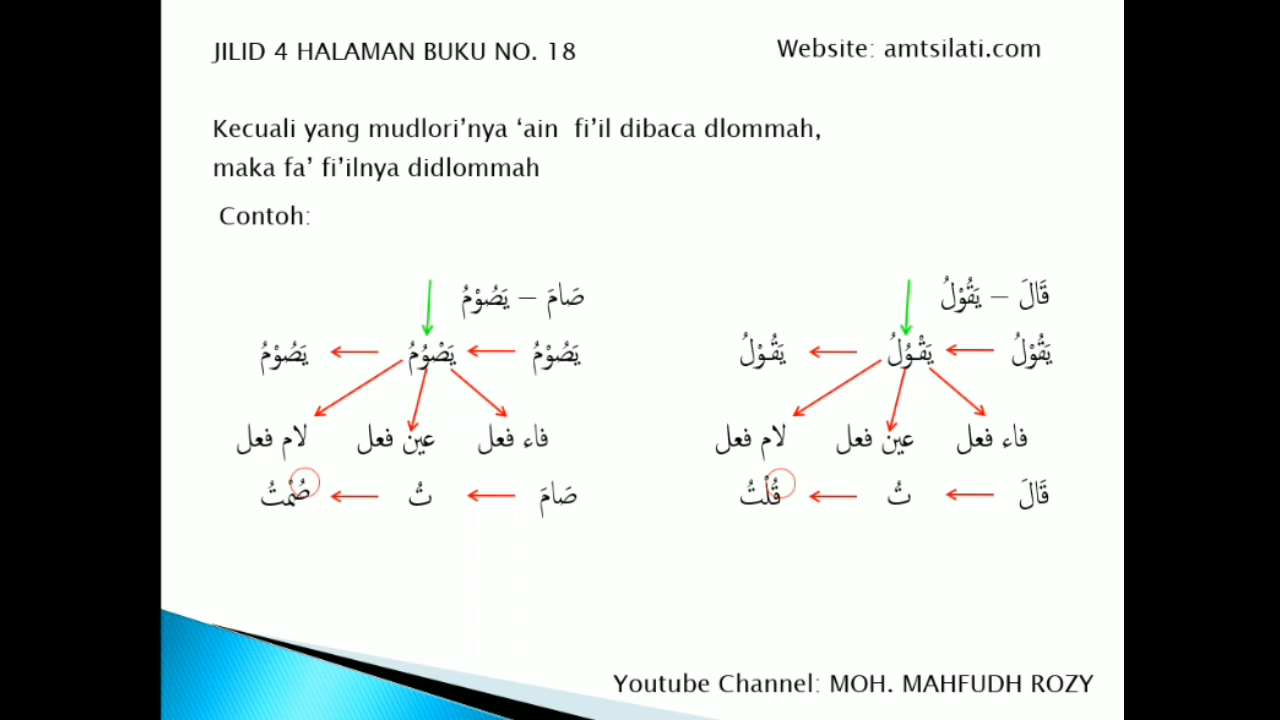 JILID 4 HALAMAN BUKU NO. 18
Website: amtsilati.com
Kecuali yang mudlori’nya ‘ain fi’il dibaca dlommah,
maka fa’ fi’ilnya didlommah
Contoh:
قَالَ – يَقُوْلُ
صَامَ – يَصُوْمُ
يَقُوْلُ ← يَقْوُلُ ← يَقُوْلُ
يَصُوْمُ ← يَصْوُمُ ← يَصُوْمُ
فاء فعل عين فعل لام فعل
فاء فعل عين فعل لام فعل
قَالَ ← تُ ← قُلْتُ
صَامَ ← تُ ← صُمْتُ
Youtube Channel: MOH. MAHFUDH ROZY